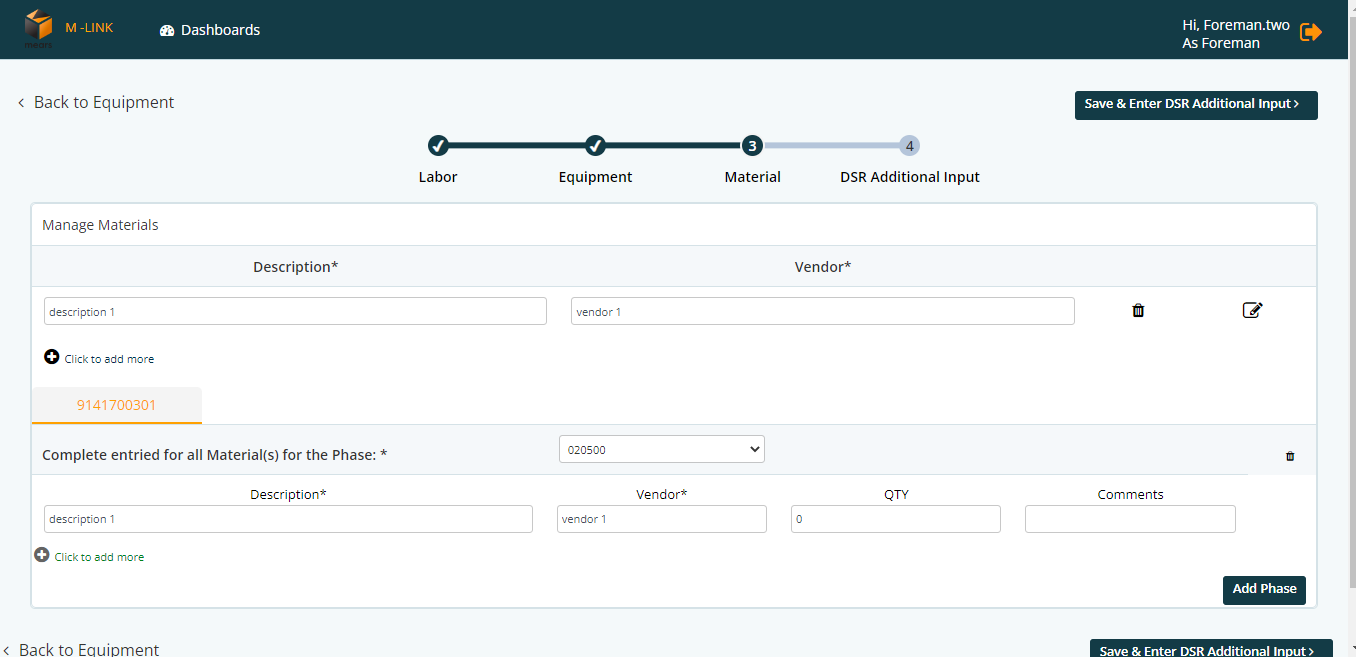 M -LINK
Dashboards
Hi, Foreman.two
As Foreman
mears
Back to Equipment
Save & Enter DSR Additional Input
3
4
Labor
Equipment
Material
DSR Additional Input
Manage Materials
Description*
Vendor*
description 1
vendor 1
Click to add more
9141700301
Complete entried for all Material(s) for the Phase: *
020500
Description*
Vendor*
QTY
Comments
description 1
vendor 1
0
Click to add more
Add Phase
Back to Equipment
Save & Enter DSR Additional Input